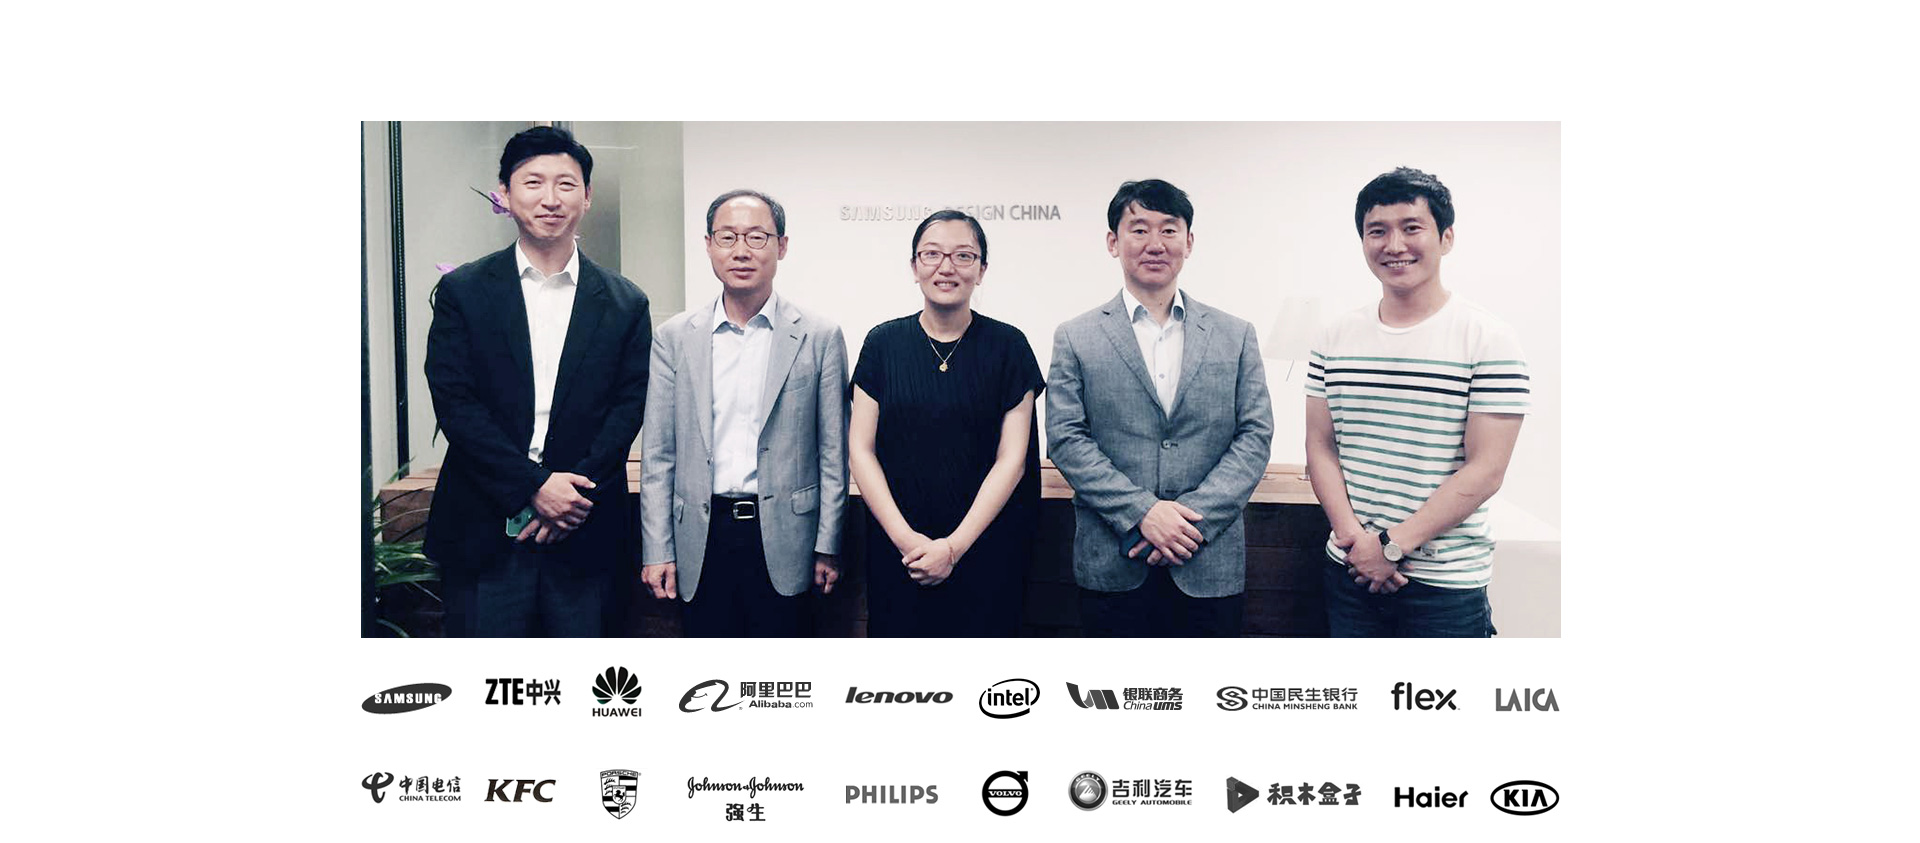 SAMSUNG DESIGN CHINA
SAMSUNG
ZTE中兴
HUAWEI
阿里巴巴
Alibaba.com
lenovo
intel
银联商务
China ums
中国民生银行
CHINA MINSHENG BANK
flex
LAICA
中国电信
CHINA TELECOM
KFC
PORSCHE
Johnson & Johnson
强生
PHILIPS
VOLVO
GEELY
吉利汽车
GEELY AUTOMOBILE
积木盒子
Haier
KIA